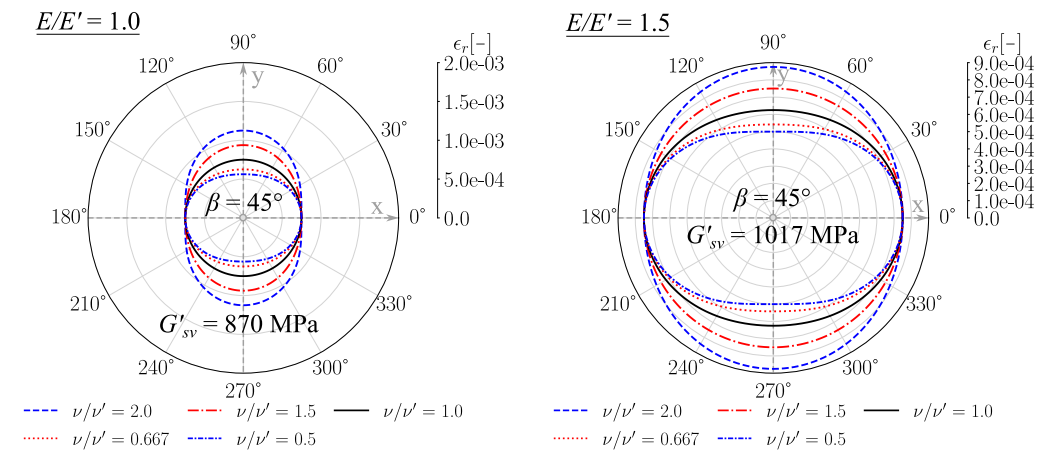 E/E′ = 1.0
90°
120°
60°
150°
30°
180°
0°
210°
330°
240°
300°
270°
y
x
β = 45°
G′sv = 870 MPa
ϵr[−]
2.0e-03
1.5e-03
1.0e-03
5.0e-04
0.0
ν/ν′ = 2.0
ν/ν′ = 1.5
ν/ν′ = 1.0
ν/ν′ = 0.667
ν/ν′ = 0.5
E/E′ = 1.5
90°
120°
60°
150°
30°
180°
0°
210°
330°
240°
300°
270°
y
x
β = 45°
G′sv = 1017 MPa
ϵr[−]
9.0e-04
8.0e-04
7.0e-04
6.0e-04
5.0e-04
4.0e-04
3.0e-04
2.0e-04
1.0e-04
0.0
ν/ν′ = 2.0
ν/ν′ = 1.5
ν/ν′ = 1.0
ν/ν′ = 0.667
ν/ν′ = 0.5